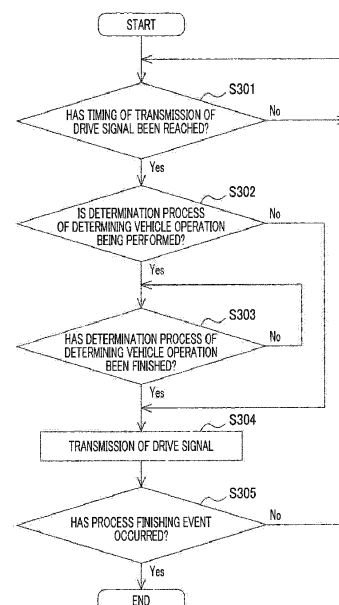 START
S301
HAS TIMING OF TRANSMISSION OF
DRIVE SIGNAL BEEN REACHED?
No
Yes
S302
IS DETERMINATION PROCESS
OF DETERMINING VEHICLE OPERATION
BEING PERFORMED?
No
Yes
S303
HAS DETERMINATION PROCESS OF
DETERMINING VEHICLE OPERATION
BEEN FINISHED?
No
Yes
S304
TRANSMISSION OF DRIVE SIGNAL
S305
HAS PROCESS FINISHING EVENT
OCCURRED?
No
Yes
END